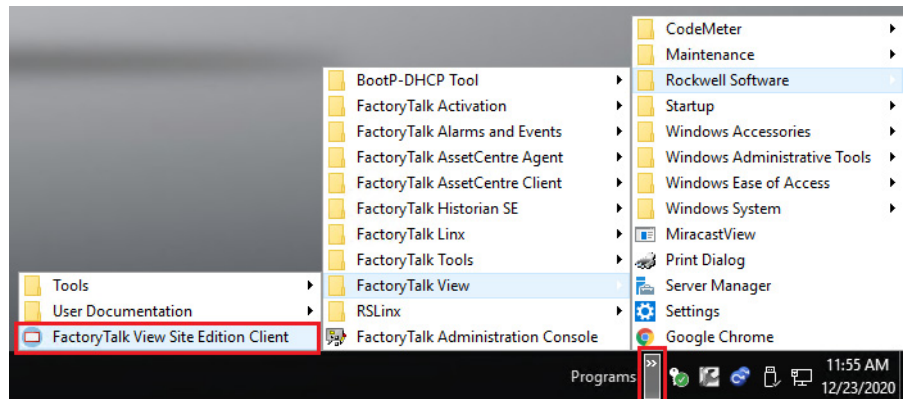 CodeMeter
Maintenance
Rockwell Software
Startup
Windows Accessories
Windows Administrative Tools
Windows Ease of Access
Windows System
MiracastView
Print Dialog
Server Manager
Settings
Google Chrome
BootP-DHCP Tool
FactoryTalk Activation
FactoryTalk Alarms and Events
FactoryTalk AssetCentre Agent
FactoryTalk AssetCentre Client
FactoryTalk Historian SE
FactoryTalk Linx
FactoryTalk Tools
FactoryTalk View
RSLinx
FactoryTalk Administration Console
Tools
User Documentation
FactoryTalk View Site Edition Client
Programs
11:55 AM
12/23/2020